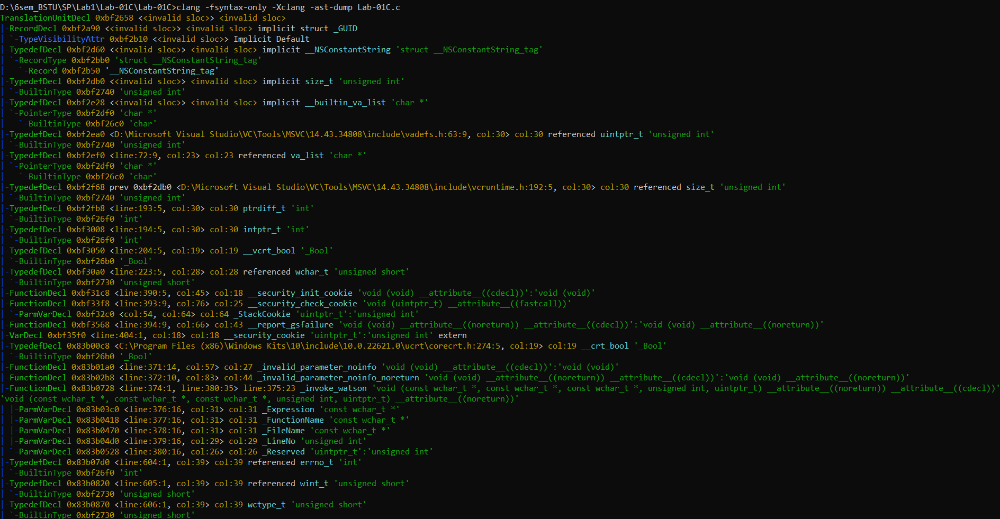 D:\6sem_BSTU\SP\Lab1\Lab-01C\Lab-01C>clang -fsyntax-only -Xclang -ast-dump Lab-01C.c
TranslationUnitDecl 0xbf2658 <<invalid sloc>> <invalid sloc>
|-RecordDecl 0xbf2a90 <<invalid sloc>> <invalid sloc> implicit struct _GUID
| `-TypeVisibilityAttr 0xbf2b10 <<invalid sloc>> Implicit Default
|-TypedefDecl 0xbf2d60 <<invalid sloc>> <invalid sloc> implicit __NSConstantString 'struct __NSConstantString_tag'
| `-RecordType 0xbf2bb0 'struct __NSConstantString_tag'
|   `-Record 0xbf2b50 '__NSConstantString_tag'
|-TypedefDecl 0xbf2db0 <<invalid sloc>> <invalid sloc> implicit size_t 'unsigned int'
| `-BuiltinType 0xbf2740 'unsigned int'
|-TypedefDecl 0xbf2e28 <<invalid sloc>> <invalid sloc> implicit __builtin_va_list 'char *'
| `-PointerType 0xbf2df0 'char *'
|   `-BuiltinType 0xbf26c0 'char'
|-TypedefDecl 0xbf2ea0 <D:\Microsoft Visual Studio\VC\Tools\MSVC\14.43.34808\include\vadefs.h:63:9, col:30> col:30 referenced uintptr_t 'unsigned int'
| `-BuiltinType 0xbf2740 'unsigned int'
|-TypedefDecl 0xbf2ef0 <line:72:9, col:23> col:23 referenced va_list 'char *'
| `-PointerType 0xbf2df0 'char *'
|   `-BuiltinType 0xbf26c0 'char'
|-TypedefDecl 0xbf2f68 prev 0xbf2db0 <D:\Microsoft Visual Studio\VC\Tools\MSVC\14.43.34808\include\vcruntime.h:192:5, col:30> col:30 referenced size_t 'unsigned int'
| `-BuiltinType 0xbf2740 'unsigned int'
|-TypedefDecl 0xbf2fb8 <line:193:5, col:30> col:30 ptrdiff_t 'int'
| `-BuiltinType 0xbf26f0 'int'
|-TypedefDecl 0xbf3008 <line:194:5, col:30> col:30 intptr_t 'int'
| `-BuiltinType 0xbf26f0 'int'
|-TypedefDecl 0xbf3050 <line:204:5, col:19> col:19 __vcrt_bool '_Bool'
| `-BuiltinType 0xbf26b0 '_Bool'
|-TypedefDecl 0xbf30a0 <line:223:5, col:28> col:28 referenced wchar_t 'unsigned short'
| `-BuiltinType 0xbf2730 'unsigned short'
|-FunctionDecl 0xbf31c8 <line:390:5, col:45> col:18 __security_init_cookie 'void (void) __attribute__((cdecl))':'void (void)'
|-FunctionDecl 0xbf33f8 <line:393:9, col:76> col:25 __security_check_cookie 'void (uintptr_t) __attribute__((fastcall))'
| `-ParmVarDecl 0xbf32c0 <col:54, col:64> col:64 _StackCookie 'uintptr_t':'unsigned int'
|-FunctionDecl 0xbf3568 <line:394:9, col:66> col:43 __report_gsfailure 'void (void) __attribute__((noreturn)) __attribute__((cdecl))':'void (void) __attribute__((noreturn))'
|-VarDecl 0xbf35f0 <line:404:1, col:18> col:18 __security_cookie 'uintptr_t':'unsigned int' extern
|-TypedefDecl 0x83b00c8 <C:\Program Files (x86)\Windows Kits\10\include\10.0.22621.0\ucrt\corecrt.h:274:5, col:19> col:19 __crt_bool '_Bool'
| `-BuiltinType 0xbf26b0 '_Bool'
|-FunctionDecl 0x83b01a0 <line:371:14, col:57> col:27 _invalid_parameter_noinfo 'void (void) __attribute__((cdecl))':'void (void)'
|-FunctionDecl 0x83b02b8 <line:372:10, col:83> col:44 _invalid_parameter_noinfo_noreturn 'void (void) __attribute__((noreturn)) __attribute__((cdecl))':'void (void) __attribute__((noreturn))'
|-FunctionDecl 0x83b0728 <line:374:1, line:380:35> line:375:23 _invoke_watson 'void (const wchar_t *, const wchar_t *, const wchar_t *, unsigned int, uintptr_t) __attribute__((noreturn)) __attribute__((cdecl))'
'void (const wchar_t *, const wchar_t *, const wchar_t *, unsigned int, uintptr_t) __attribute__((noreturn))'
| |-ParmVarDecl 0x83b03c0 <line:376:16, col:31> col:31 _Expression 'const wchar_t *'
| |-ParmVarDecl 0x83b0418 <line:377:16, col:31> col:31 _FunctionName 'const wchar_t *'
| |-ParmVarDecl 0x83b0470 <line:378:16, col:31> col:31 _FileName 'const wchar_t *'
| |-ParmVarDecl 0x83b04d0 <line:379:16, col:29> col:29 _LineNo 'unsigned int'
| `-ParmVarDecl 0x83b0528 <line:380:16, col:26> col:26 _Reserved 'uintptr_t':'unsigned int'
|-TypedefDecl 0x83b07d0 <line:604:1, col:39> col:39 referenced errno_t 'int'
| `-BuiltinType 0xbf26f0 'int'
|-TypedefDecl 0x83b0820 <line:605:1, col:39> col:39 referenced wint_t 'unsigned short'
| `-BuiltinType 0xbf2730 'unsigned short'
|-TypedefDecl 0x83b0870 <line:606:1, col:39> col:39 wctype_t 'unsigned short'
| `-BuiltinType 0xbf2730 'unsigned short'